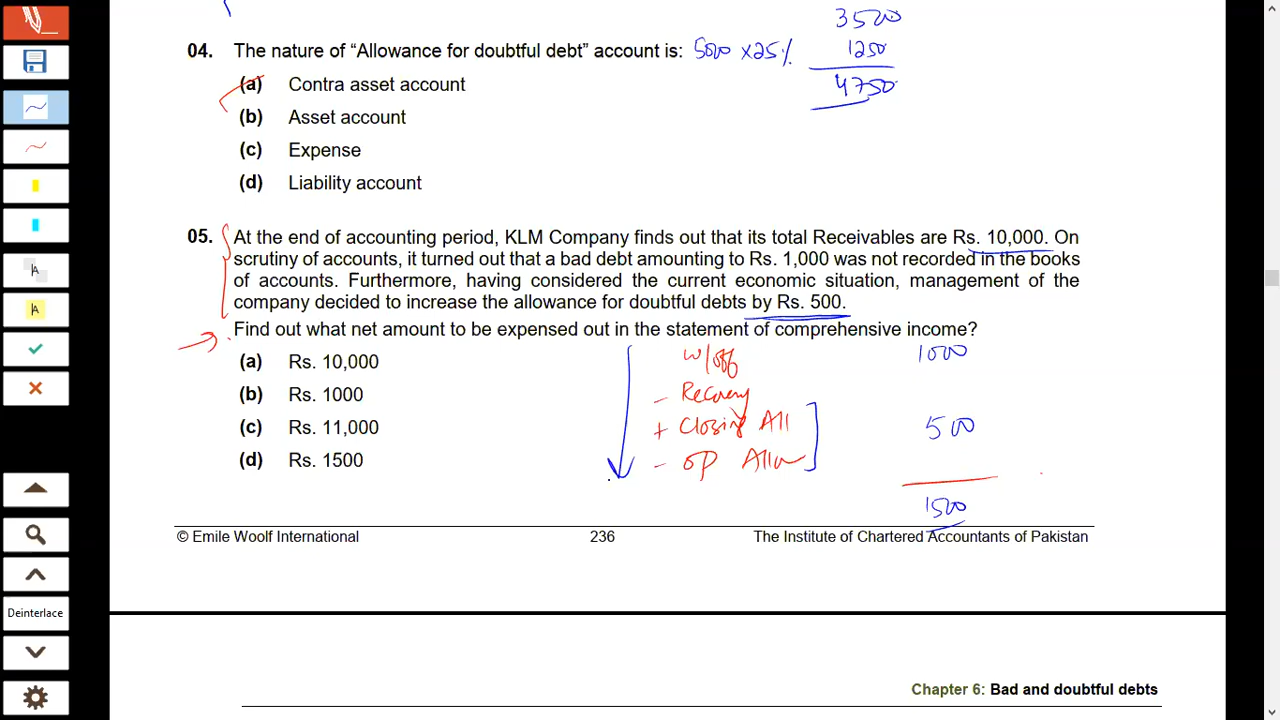 3500
04. The nature of “Allowance for doubtful debt” account is: 5000 ×25%
1250
4750
(a) Contra asset account
(b) Asset account
(c) Expense
(d) Liability account
05. At the end of accounting period, KLM Company finds out that its total Receivables are Rs. 10,000. On
scrutiny of accounts, it turned out that a bad debt amounting to Rs. 1,000 was not recorded in the books
of accounts. Furthermore, having considered the current economic situation, management of the
company decided to increase the allowance for doubtful debts by Rs. 500.
Find out what net amount to be expensed out in the statement of comprehensive income?
(a) Rs. 10,000
(b) Rs. 1000
(c) Rs. 11,000
(d) Rs. 1500
w/off 1000
- Recovery
+ Closing All 500
- op Allow
1500
© Emile Woolf International 236 The Institute of Chartered Accountants of Pakistan
Deinterlace
Chapter 6: Bad and doubtful debts